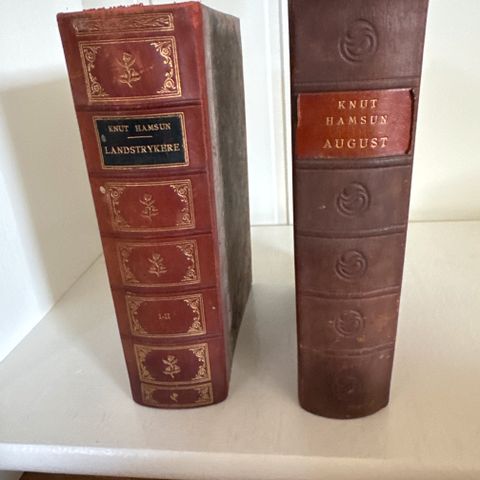 KNUT HAMSUN
LANDSTRYKERE
I-II
KNUT
HAMSUN
AUGUST